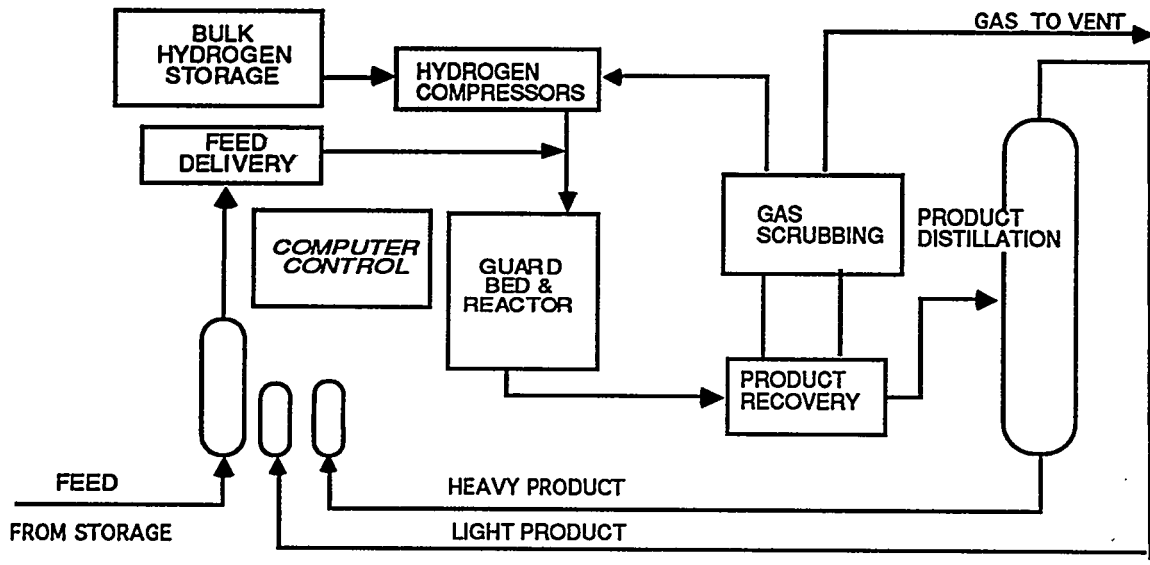 GAS TO VENT
BULK
HYDROGEN
STORAGE
HYDROGEN
COMPRESSORS
FEED
DELIVERY
COMPUTER
CONTROL
GUARD
BED &
REACTOR
GAS
SCRUBBING
PRODUCT
DISTILLATION
PRODUCT
RECOVERY
FEED
FROM STORAGE
HEAVY PRODUCT
LIGHT PRODUCT